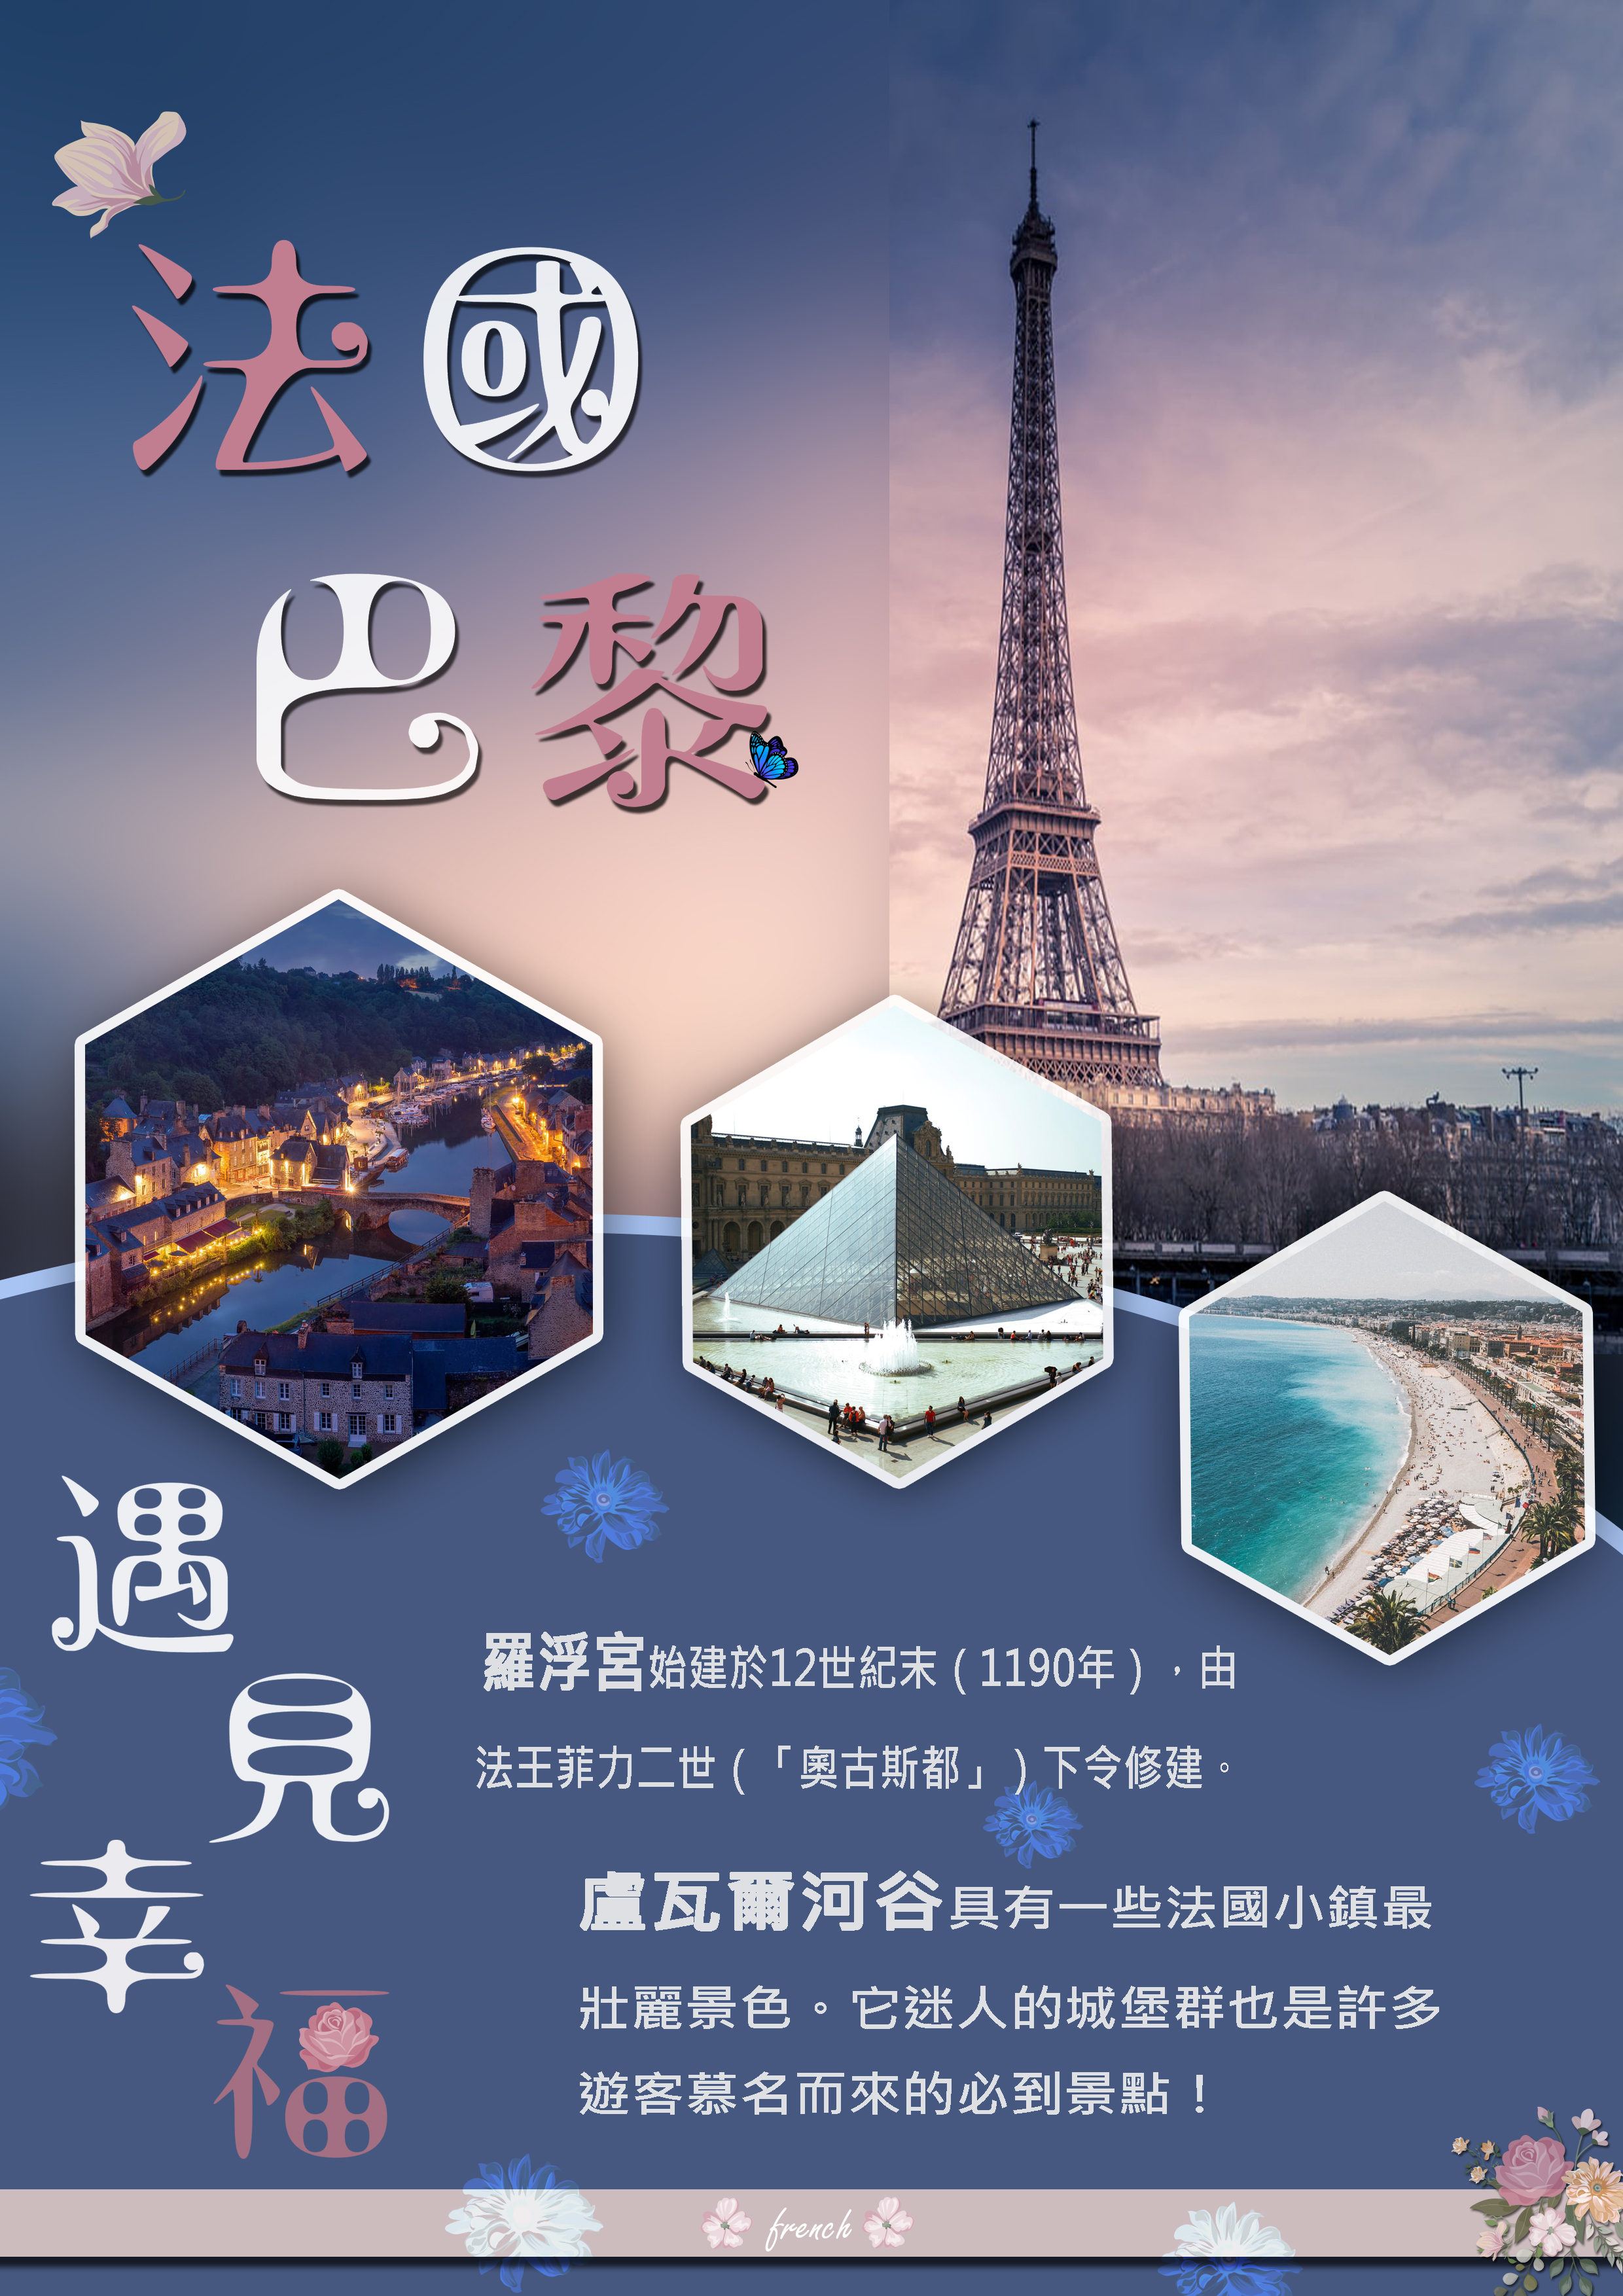 法國
巴黎
遇
見
幸
福
羅浮宮始建於12世紀末（1190年），由
法王菲力二世（「奧古斯都」）下令修建。
盧瓦爾河谷具有一些法國小鎮最
壯麗景色。它迷人的城堡群也是許多
遊客慕名而來的必到景點！
french